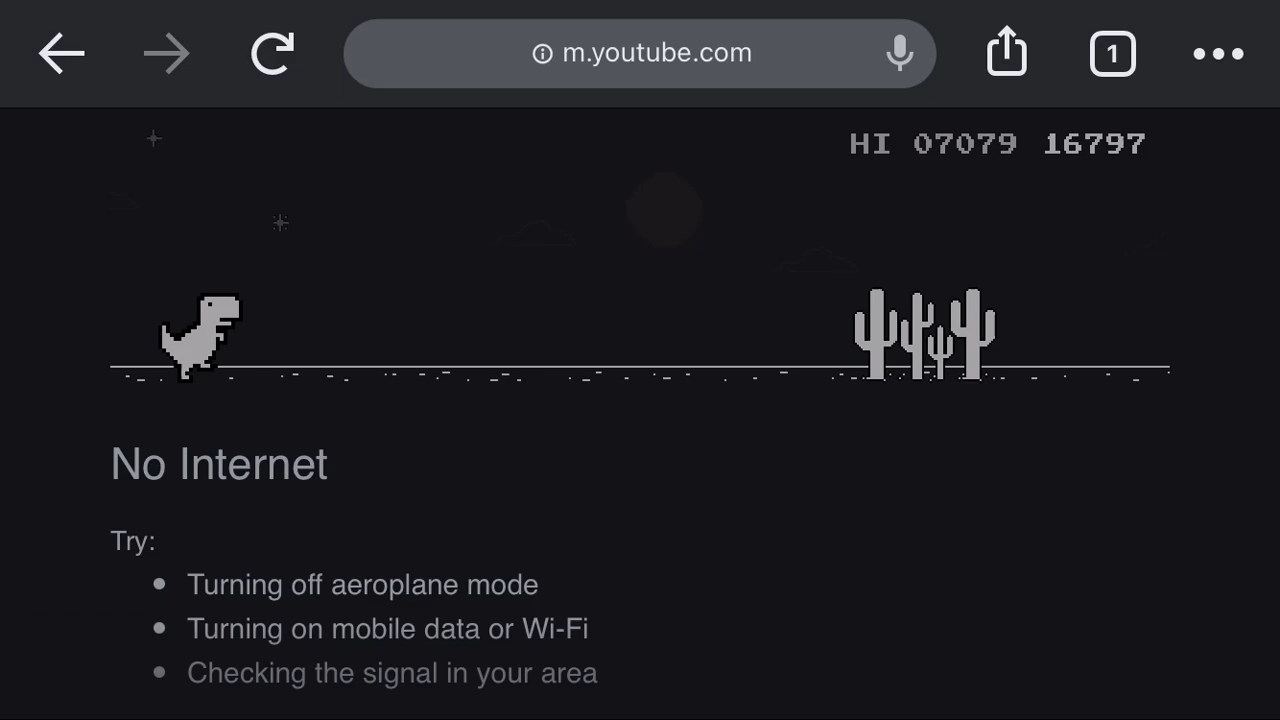 m.youtube.com
1
HI 07079 16797
No Internet
Try:
Turning off aeroplane mode
Turning on mobile data or Wi-Fi
Checking the signal in your area